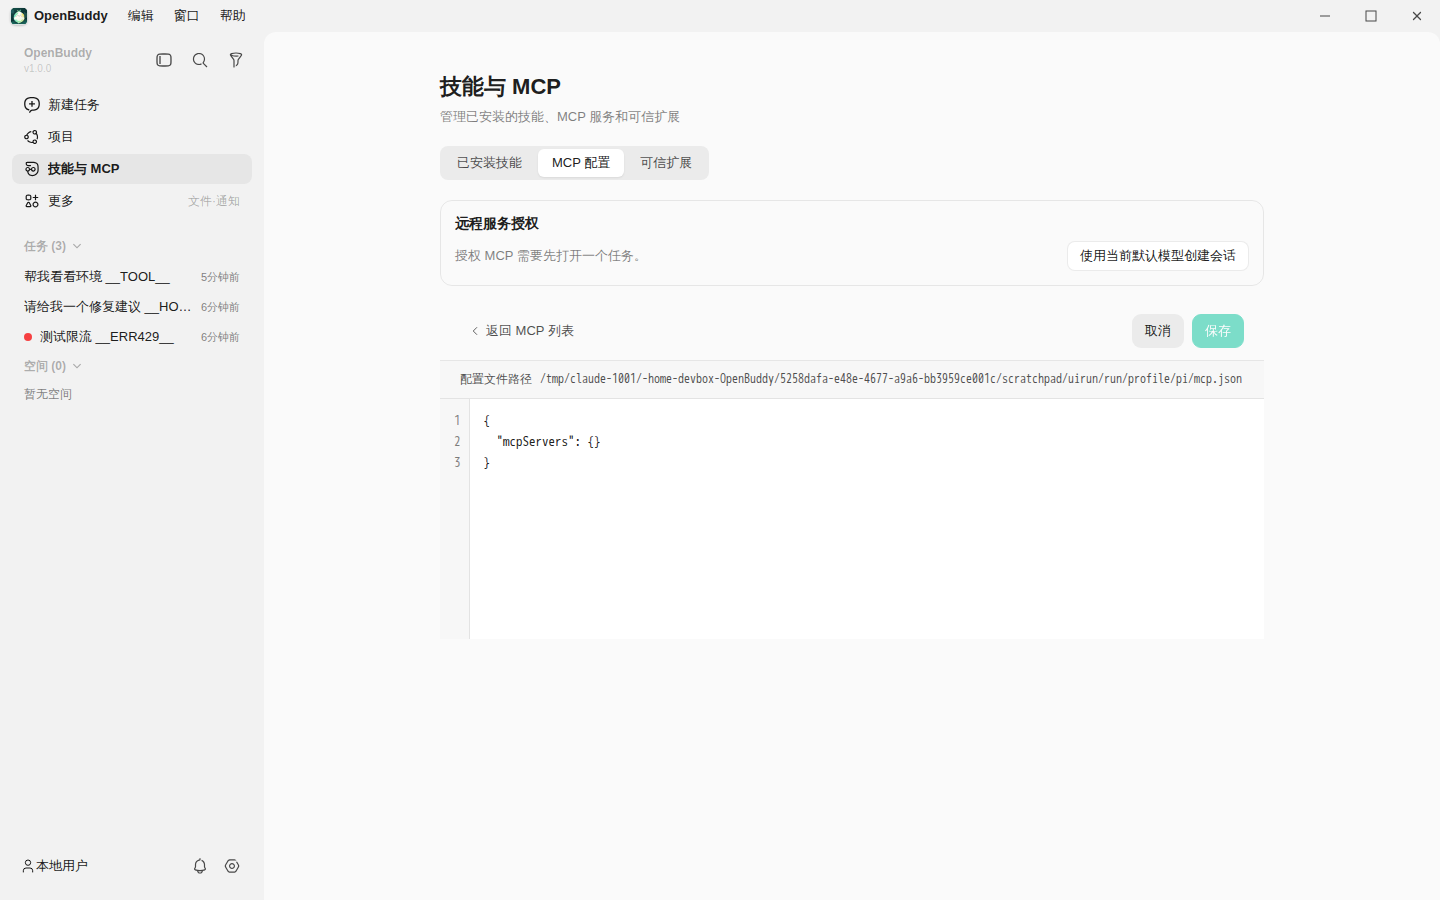 OpenBuddy 编辑 窗口 帮助
OpenBuddy
v1.0.0
新建任务
项目
技能与 MCP
更多 文件·通知
任务 (3)
帮我看看环境 __TOOL__ 5分钟前
请给我一个修复建议 __HO... 6分钟前
测试限流 __ERR429__ 6分钟前
空间 (0)
暂无空间
本地用户
技能与 MCP
管理已安装的技能、MCP 服务和可信扩展
已安装技能 MCP 配置 可信扩展
远程服务授权
授权 MCP 需要先打开一个任务。 使用当前默认模型创建会话
返回 MCP 列表 取消 保存
配置文件路径 /tmp/claude-1001/-home-devbox-OpenBuddy/5258dafa-e48e-4677-a9a6-bb3959ce001c/scratchpad/uirun/run/profile/pi/mcp.json
1 {
2 "mcpServers": {}
3 }